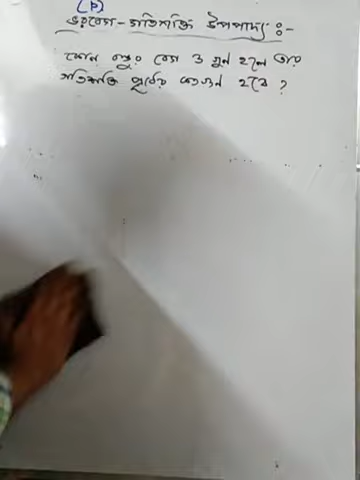 (P)
ভরবেগ-গতিশক্তি উপপাদ্য ঃ-
কোন বস্তুর বেগ ৩ গুন হলে তার
গতিশক্তি পূর্বের কতগুন হবে ?